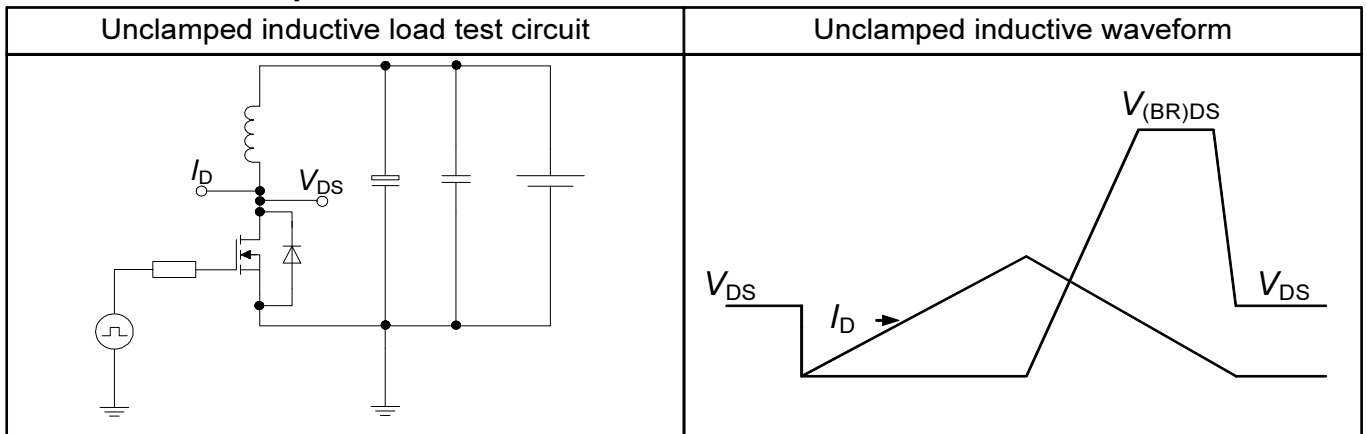 Unclamped inductive load test circuit
Unclamped inductive waveform
I_D
V_DS
V_(BR)DS
V_DS
I_D
V_DS